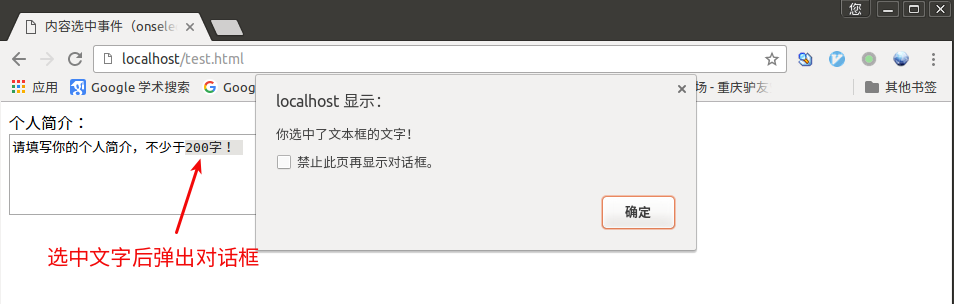 您
内容选中事件（onsele
localhost/test.html
应用
Google 学术搜索
Goog
场 - 重庆驴友
其他书签
localhost 显示：
你选中了文本框的文字！
禁止此页再显示对话框。
确定
个人简介：
请填写你的个人简介，不少于200字！
选中文字后弹出对话框